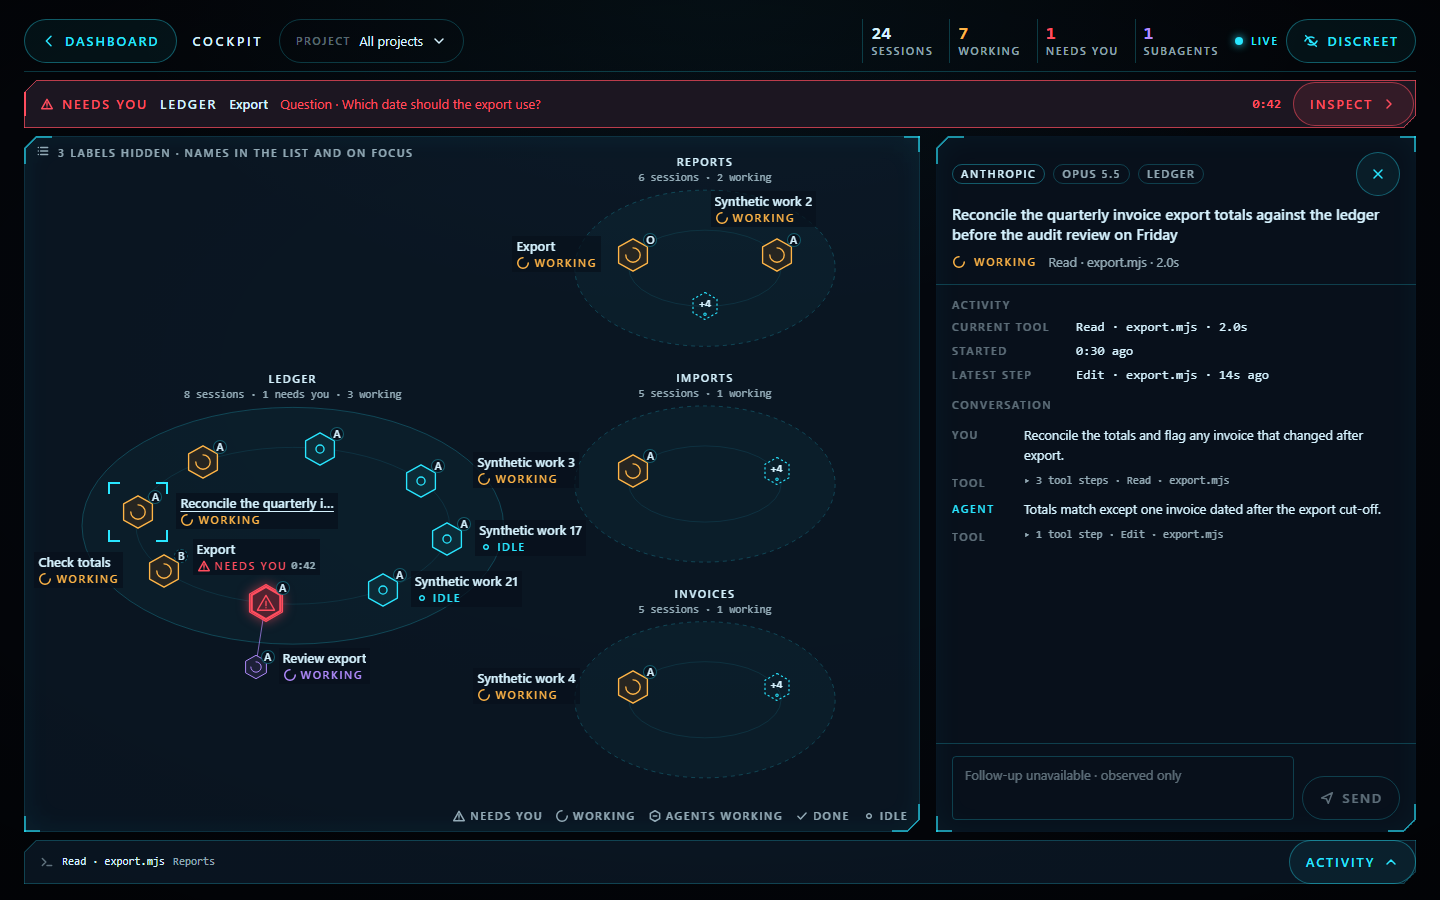 DASHBOARD
COCKPIT
PROJECT All projects
24 SESSIONS
7 WORKING
1 NEEDS YOU
1 SUBAGENTS
LIVE
DISCREET
NEEDS YOU LEDGER Export Question · Which date should the export use?
0:42
INSPECT
3 LABELS HIDDEN · NAMES IN THE LIST AND ON FOCUS
REPORTS
6 sessions · 2 working
Synthetic work 2
WORKING
Export
WORKING
O
A
+4
LEDGER
8 sessions · 1 needs you · 3 working
A
A
A
A
Reconcile the quarterly i...
WORKING
A
Synthetic work 17
IDLE
Check totals
WORKING
B
Export
NEEDS YOU 0:42
A
A
Synthetic work 21
IDLE
A
Review export
WORKING
IMPORTS
5 sessions · 1 working
Synthetic work 3
WORKING
A
+4
INVOICES
5 sessions · 1 working
Synthetic work 4
WORKING
A
+4
NEEDS YOU WORKING AGENTS WORKING DONE IDLE
ANTHROPIC OPUS 5.5 LEDGER
Reconcile the quarterly invoice export totals against the ledger
before the audit review on Friday
WORKING Read · export.mjs · 2.0s
ACTIVITY
CURRENT TOOL Read · export.mjs · 2.0s
STARTED 0:30 ago
LATEST STEP Edit · export.mjs · 14s ago
CONVERSATION
YOU Reconcile the totals and flag any invoice that changed after
export.
TOOL ▸ 3 tool steps · Read · export.mjs
AGENT Totals match except one invoice dated after the export cut-off.
TOOL ▸ 1 tool step · Edit · export.mjs
Follow-up unavailable · observed only
SEND
Read · export.mjs Reports
ACTIVITY